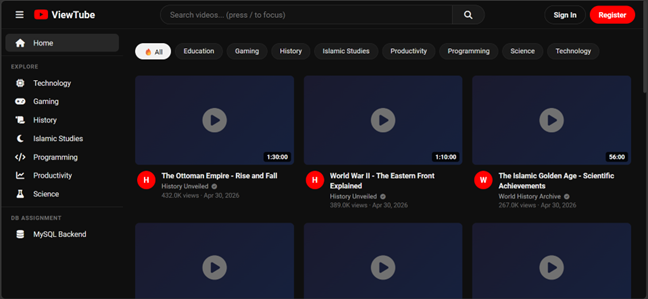 ViewTube
Search videos... (press / to focus)
Sign In
Register
Home
EXPLORE
Technology
Gaming
History
Islamic Studies
Programming
Productivity
Science
DB ASSIGNMENT
MySQL Backend
All
Education
Gaming
History
Islamic Studies
Productivity
Programming
Science
Technology
1:30:00
H
The Ottoman Empire - Rise and Fall
History Unveiled
432.0K views · Apr 30, 2026
1:10:00
H
World War II - The Eastern Front
Explained
History Unveiled
389.0K views · Apr 30, 2026
56:00
W
The Islamic Golden Age - Scientific
Achievements
World History Archive
267.0K views · Apr 30, 2026